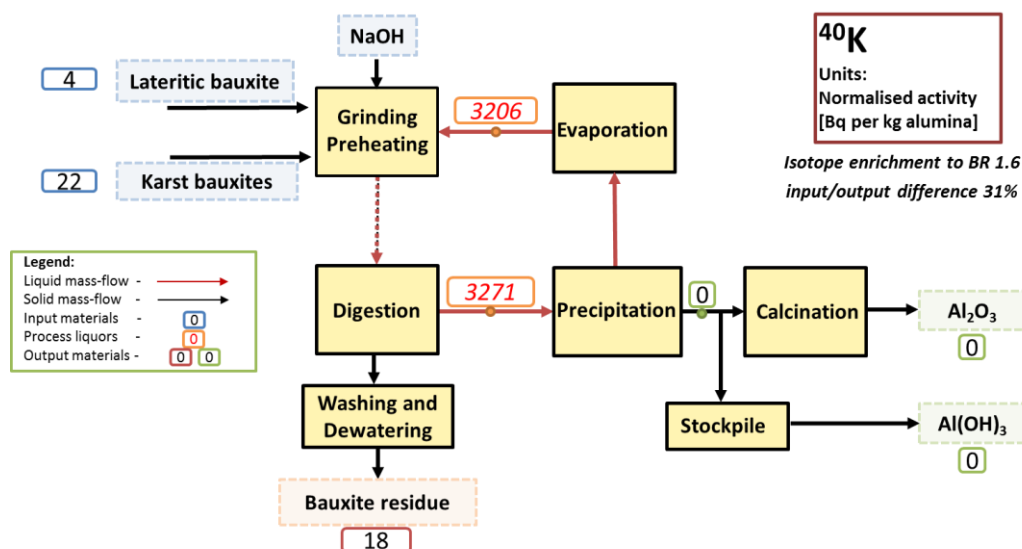 NaOH
4
Lateritic bauxite
22
Karst bauxites
Grinding
Preheating
3206
Evaporation
⁴⁰K
Units:
Normalised activity
[Bq per kg alumina]
Isotope enrichment to BR 1.6
input/output difference 31%
Legend:
Liquid mass-flow -
Solid mass-flow -
Input materials - 0
Process liquors - 0
Output materials - 0 0
Digestion
3271
Precipitation
0
Calcination
Al₂O₃
0
Washing and
Dewatering
Stockpile
Al(OH)₃
0
Bauxite residue
18